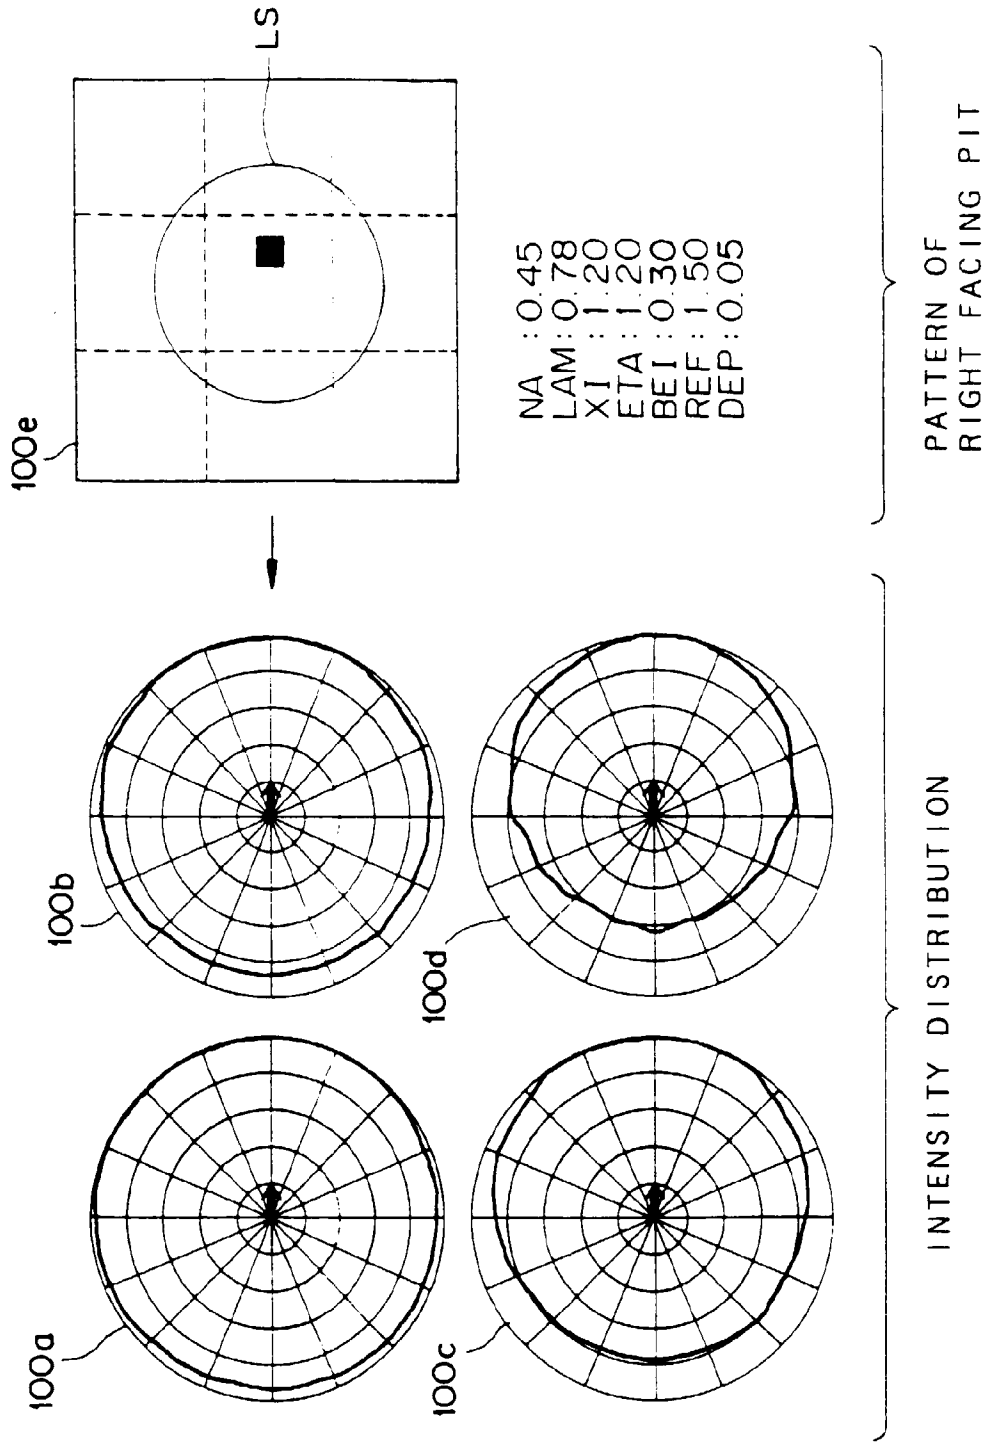 100e
LS
NA : 0.45
LAM : 0.78
XI : 1.20
ETA : 1.20
BEI : 0.30
REF : 1.50
DEP : 0.05
PATTERN OF
RIGHT FACING PIT
100a
100b
100c
100d
INTENSITY DISTRIBUTION